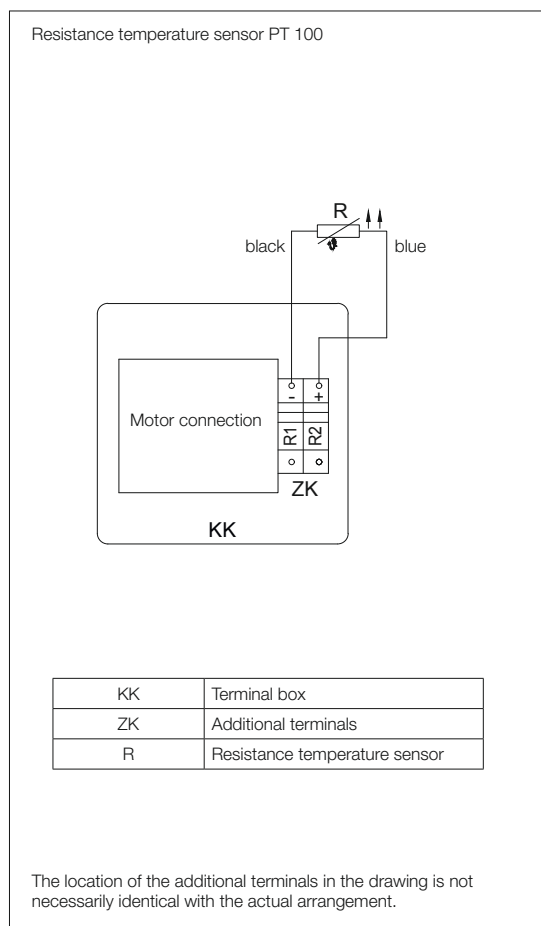 Resistance temperature sensor PT 100
R
black
blue
- +
Motor connection
R1 R2
ZK
KK
KK Terminal box
ZK Additional terminals
R Resistance temperature sensor
The location of the additional terminals in the drawing is not
necessarily identical with the actual arrangement.